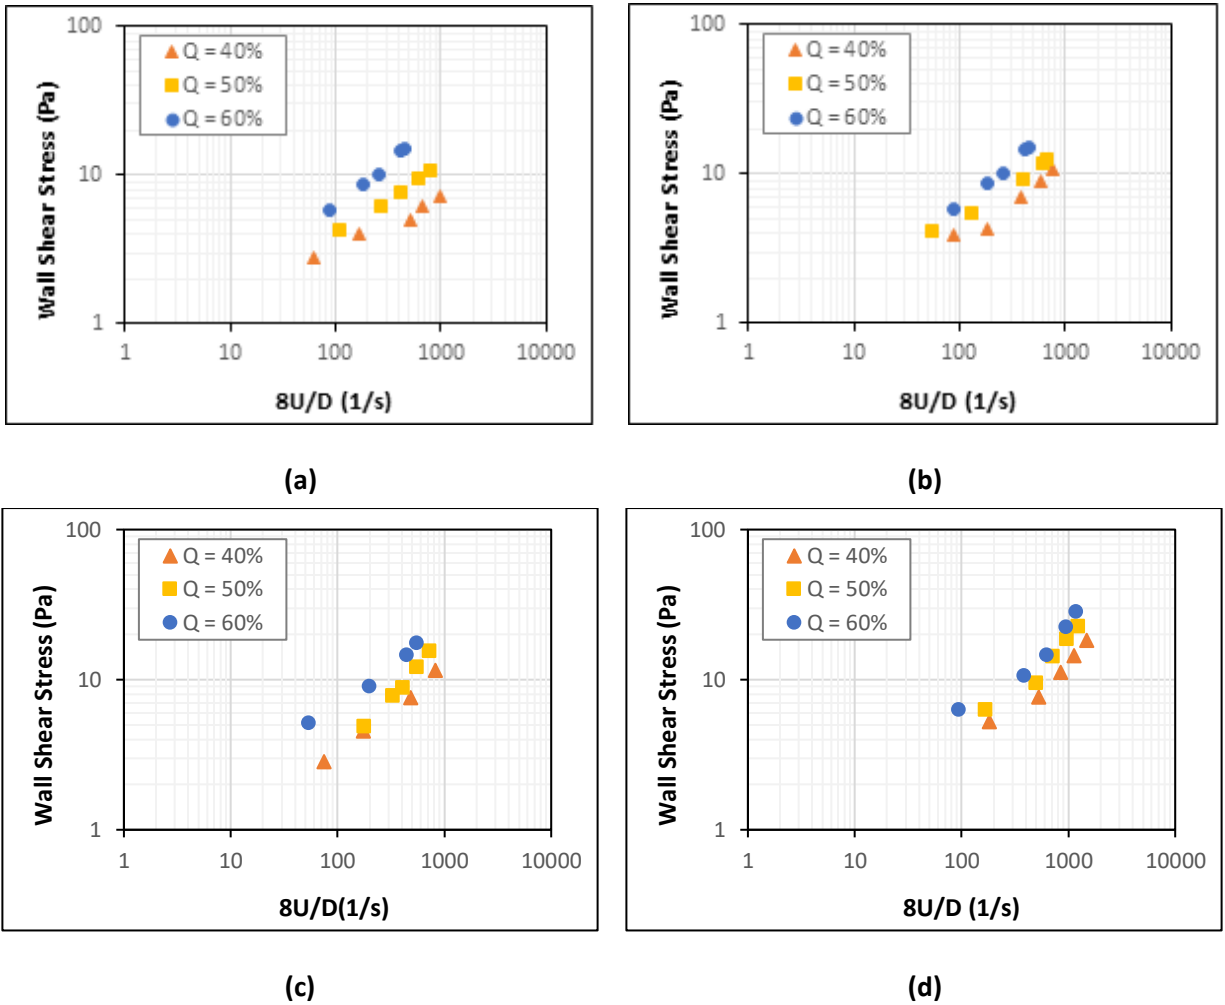 100
10
1
Wall Shear Stress (Pa)
Q = 40%
Q = 50%
Q = 60%
1 10 100 1000 10000
8U/D (1/s)
(a)
100
10
1
Wall Shear Stress (Pa)
Q = 40%
Q = 50%
Q = 60%
1 10 100 1000 10000
8U/D (1/s)
(b)
100
10
1
Wall Shear Stress (Pa)
Q = 40%
Q = 50%
Q = 60%
1 10 100 1000 10000
8U/D(1/s)
(c)
100
10
1
Wall Shear Stress (Pa)
Q = 40%
Q = 50%
Q = 60%
1 10 100 1000 10000
8U/D (1/s)
(d)